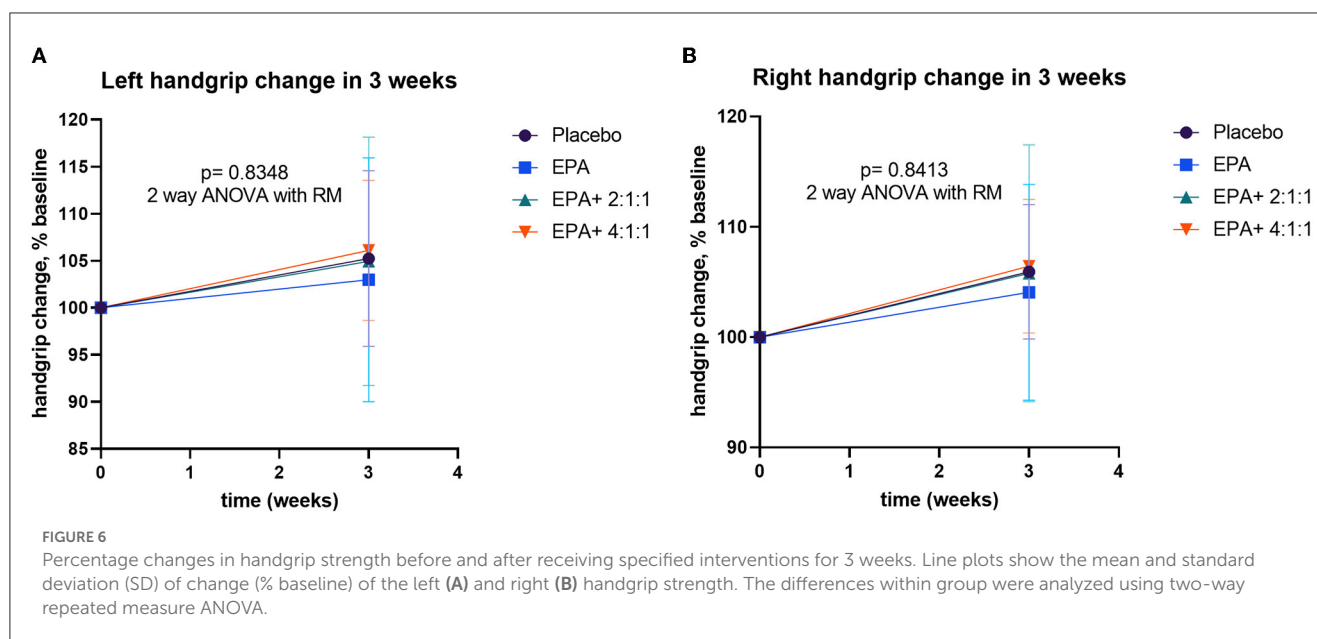 A
Left handgrip change in 3 weeks
120
115
110
105
100
95
90
85
handgrip change, % baseline
p= 0.8348
2 way ANOVA with RM
0
1
2
3
4
time (weeks)
Placebo
EPA
EPA+ 2:1:1
EPA+ 4:1:1
B
Right handgrip change in 3 weeks
120
110
100
90
handgrip change, % baseline
p= 0.8413
2 way ANOVA with RM
0
1
2
3
4
time (weeks)
Placebo
EPA
EPA+ 2:1:1
EPA+ 4:1:1
FIGURE 6
Percentage changes in handgrip strength before and after receiving specified interventions for 3 weeks. Line plots show the mean and standard
deviation (SD) of change (% baseline) of the left (A) and right (B) handgrip strength. The differences within group were analyzed using two-way
repeated measure ANOVA.